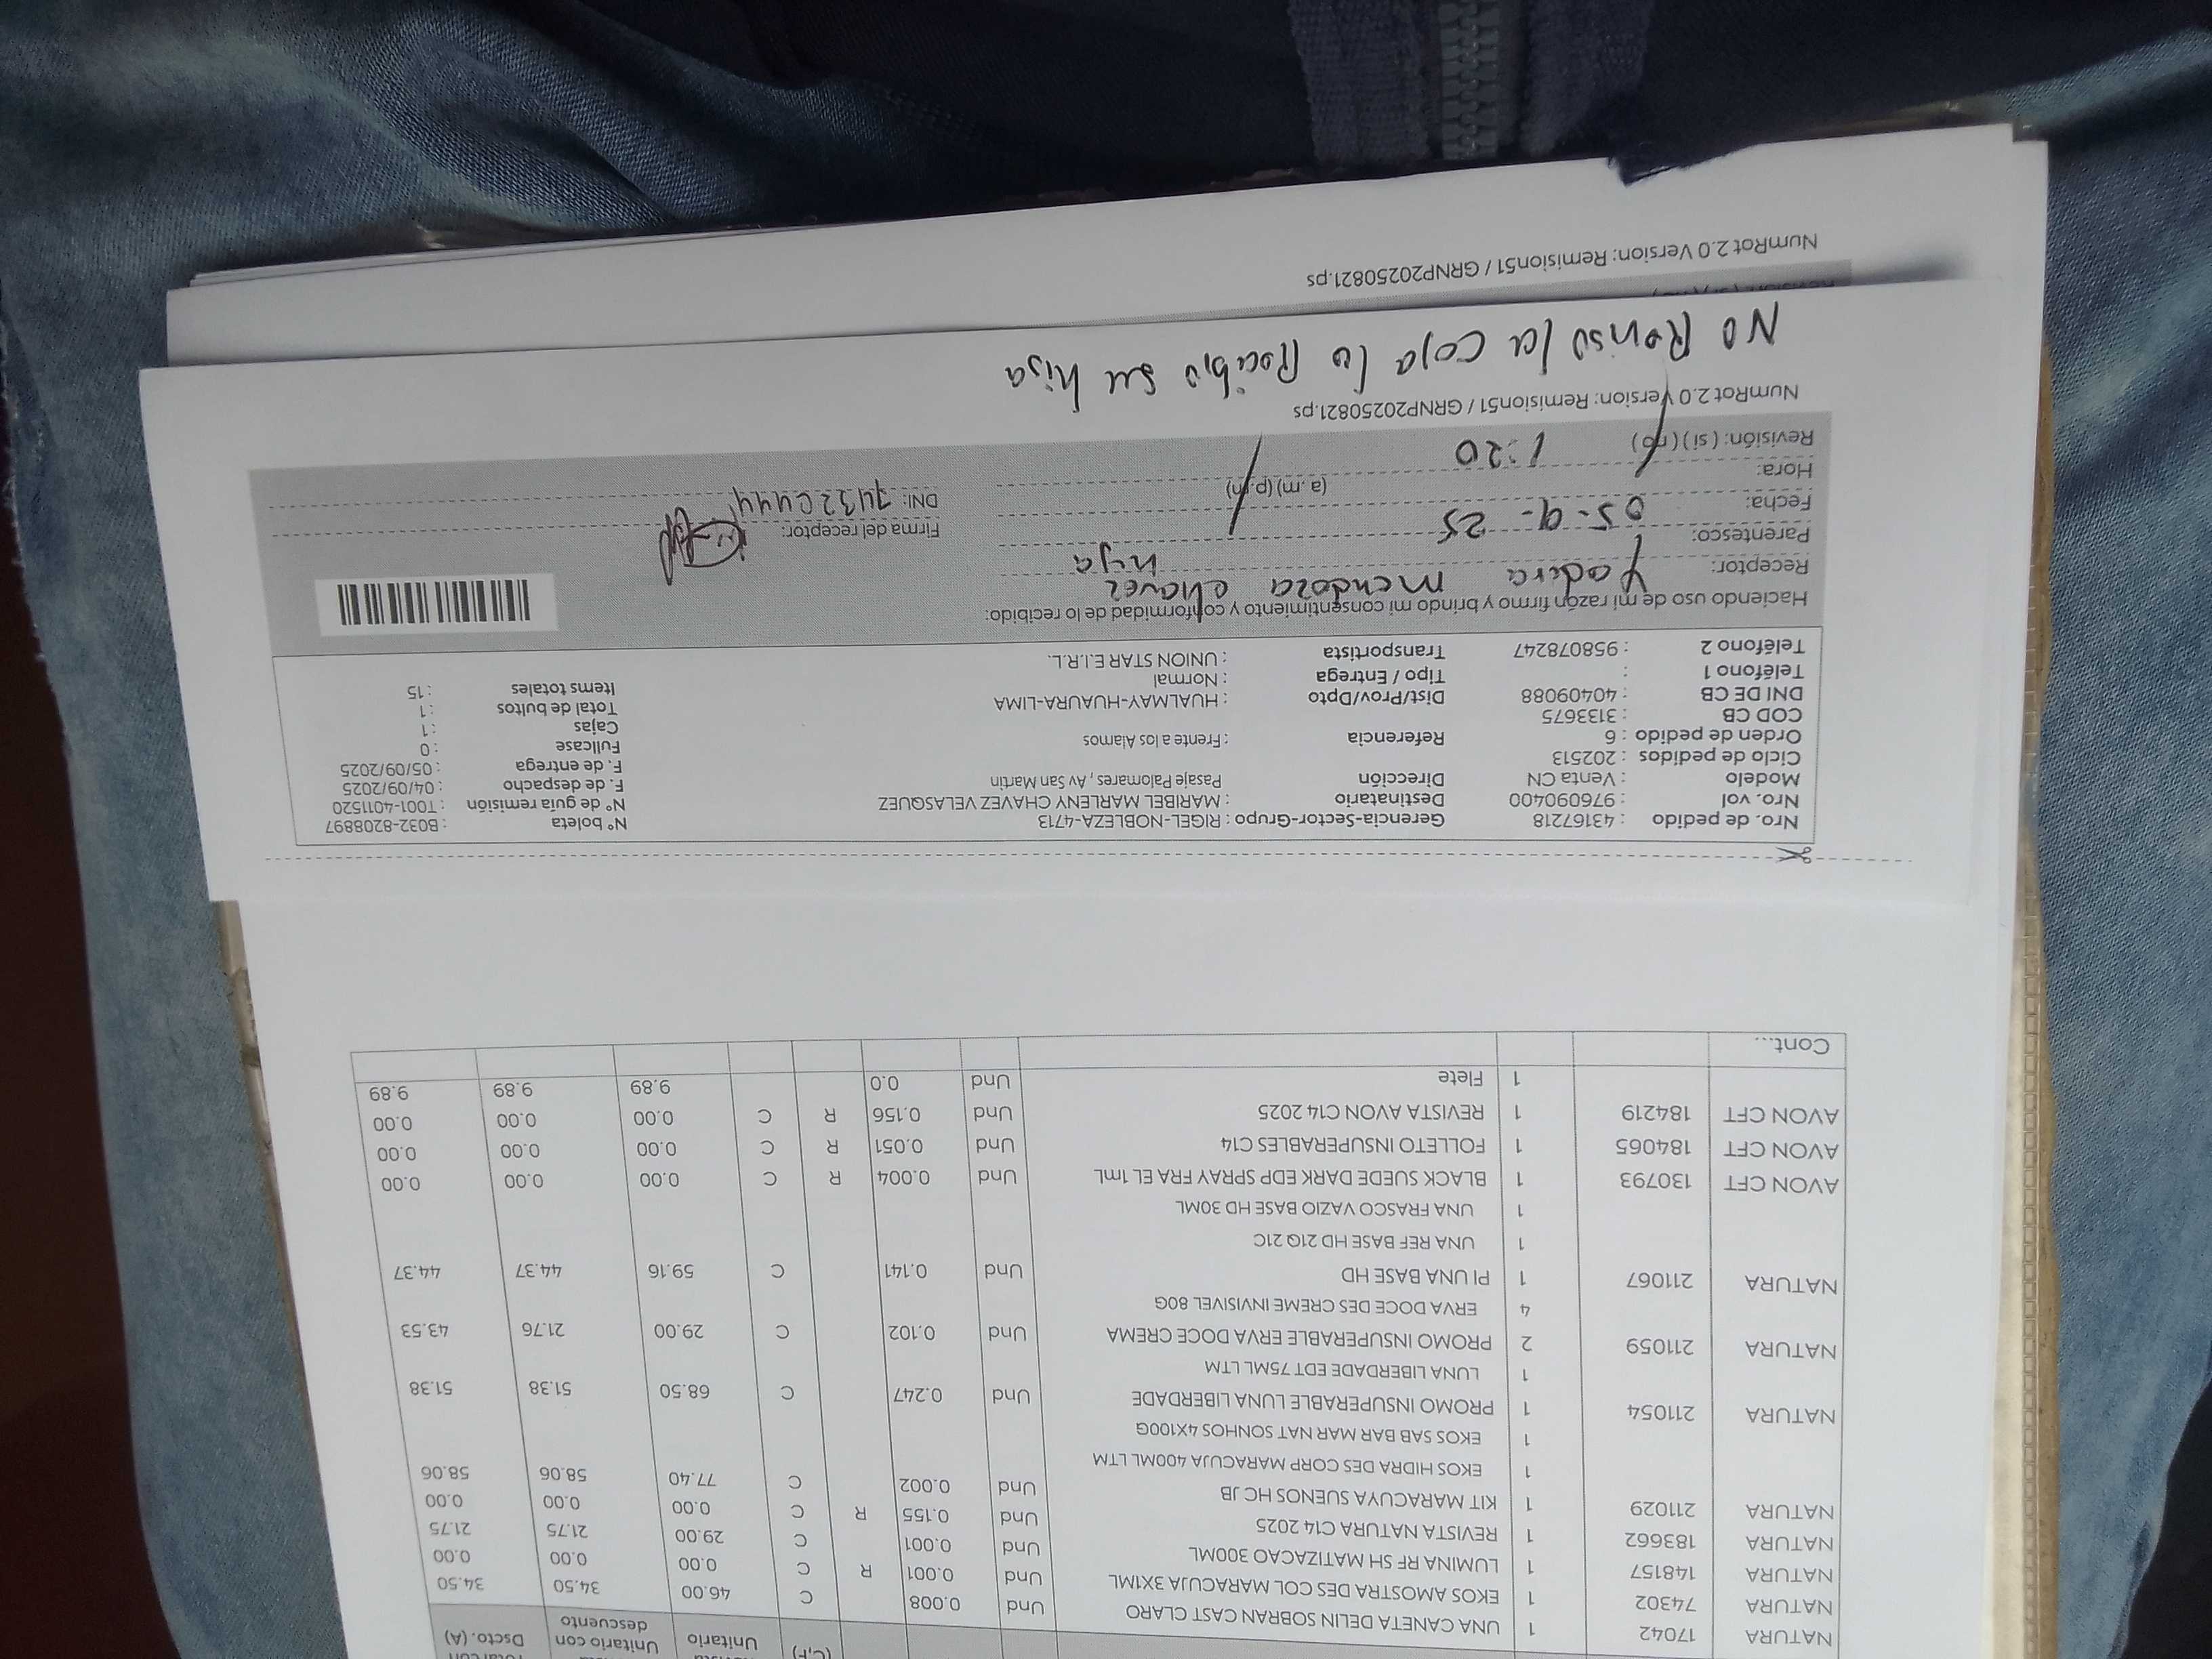 Unitario
Unitario con
descuento
Dscto. (A)
(C,F)
NATURA 17042 1 UNA CANETA DELIN SOBRAN CAST CLARO Und 0.008 C 46.00 34.50 34.50
NATURA 74302 1 EKOS AMOSTRA DES COL MARACUJA 3X1ML Und 0.001 R C 0.00 0.00 0.00
NATURA 148157 1 LUMINA RF SH MATIZACAO 300ML Und 0.001 C 29.00 21.75 21.75
NATURA 183662 1 REVISTA NATURA C14 2025 Und 0.155 R C 0.00 0.00 0.00
NATURA 211029 1 KIT MARACUYA SUENOS HC JB Und 0.002 C 77.40 58.06 58.06
1 EKOS HIDRA DES CORP MARACUJA 400ML LTM
1 EKOS SAB BAR MAR NAT SONHOS 4X100G
NATURA 211054 1 PROMO INSUPERABLE LUNA LIBERDADE Und 0.247 C 68.50 51.38 51.38
1 LUNA LIBERDADE EDT 75ML LTM
NATURA 211059 2 PROMO INSUPERABLE ERVA DOCE CREMA Und 0.102 C 29.00 21.76 43.53
4 ERVA DOCE DES CREME INVISIVEL 80G
NATURA 211067 1 PI UNA BASE HD Und 0.141 C 59.16 44.37 44.37
1 UNA REF BASE HD 21Q 21C
1 UNA FRASCO VAZIO BASE HD 30ML
AVON CFT 130793 1 BLACK SUEDE DARK EDP SPRAY FRA EL 1mL Und 0.004 R C 0.00 0.00 0.00
AVON CFT 184065 1 FOLLETO INSUPERABLES C14 Und 0.051 R C 0.00 0.00 0.00
AVON CFT 184219 1 REVISTA AVON C14 2025 Und 0.156 R C 0.00 0.00 0.00
1 Flete Und 0.0 9.89 9.89 9.89
Cont...
Nro. de pedido : 43167218 Gerencia-Sector-Grupo : RIGEL-NOBLEZA-4713 N° boleta : B032-8208897
Nro. vol : 976090400 Destinatario : MARIBEL MARLENY CHAVEZ VELASQUEZ N° de guía remisión : T001-4011520
Modelo : Venta CN Dirección Pasaje Palomares , Av San Martin F. de despacho : 04/09/2025
Ciclo de pedidos : 202513 F. de entrega : 05/09/2025
Orden de pedido : 6 Referencia : Frente a los Alamos Fullcase : 0
COD CB : 3133675 Cajas : 1
DNI DE CB : 40409088 Dist/Prov/Dpto : HUALMAY-HUAURA-LIMA Total de bultos : 1
Teléfono 1 : Tipo / Entrega : Normal Items totales : 15
Teléfono 2 : 958078247 Transportista : UNION STAR E.I.R.L.
Haciendo uso de mi razón firmo y brindo mi consentimiento y conformidad de lo recibido:
Receptor: Yadira mendoza chavez
Parentesco: hija Firma del receptor:
Fecha: 05-9-25 DNI: 74320444
Hora: 1:20 (a.m) (p.m)
Revisión: ( si ) ( no )
NumRot 2.0 Version: Remision51 / GRNP20250821.ps
No Reviso la caja lo Recibio su hija
NumRot 2.0 Version: Remision51 / GRNP20250821.ps